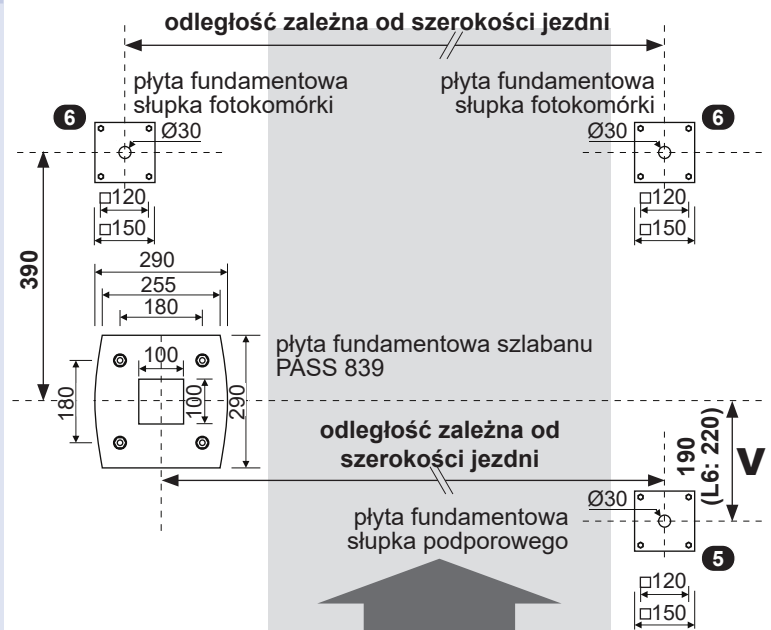 odległość zależna od szerokości jezdni
płyta fundamentowa
słupka fotokomórki
płyta fundamentowa
słupka fotokomórki
6
Ø30
Ø30
6
□120
□150
□120
□150
390
290
255
180
100
100
180
290
płyta fundamentowa szlabanu
PASS 839
odległość zależna od
szerokości jezdni
190
(L6: 220)
V
Ø30
płyta fundamentowa
słupka podporowego
5
□120
□150